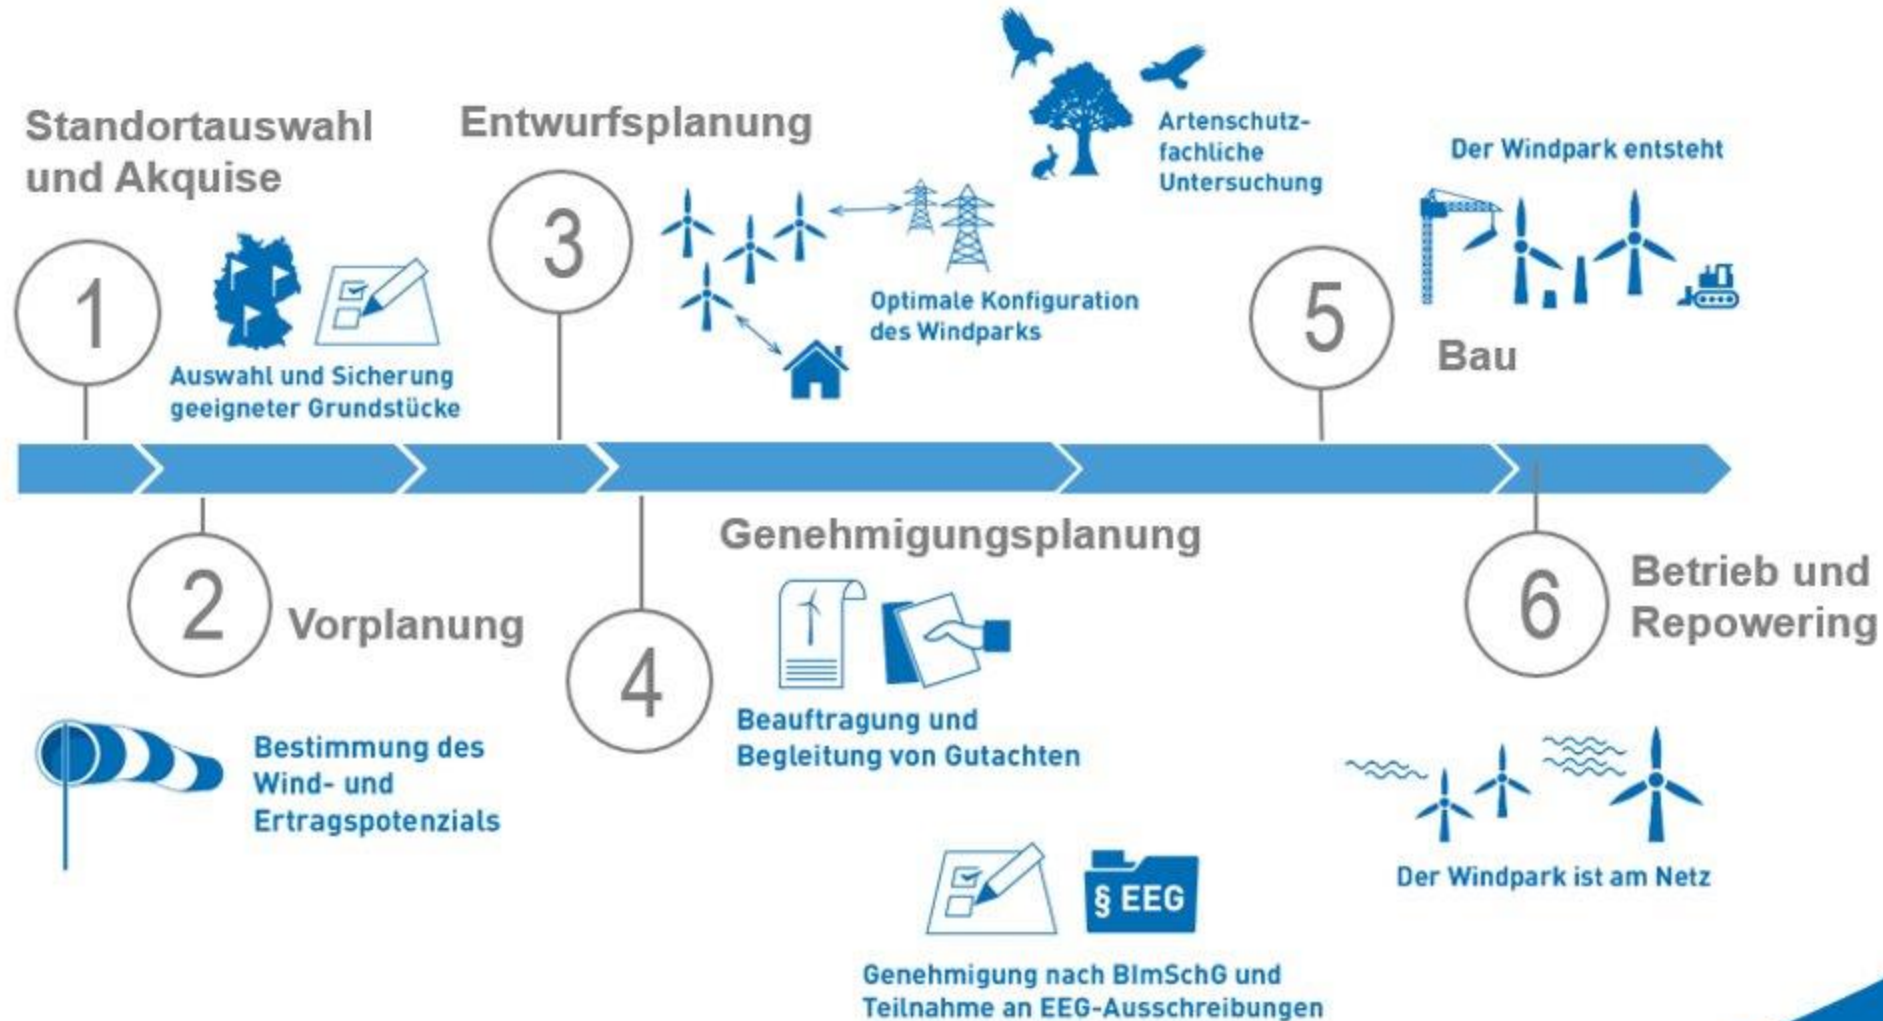 Standortauswahl
und Akquise
1
Auswahl und Sicherung
geeigneter Grundstücke
2
Vorplanung
Bestimmung des
Wind- und
Ertragspotenzials
Entwurfsplanung
3
Optimale Konfiguration
des Windparks
Artenschutz-
fachliche
Untersuchung
4
Genehmigungsplanung
Beauftragung und
Begleitung von Gutachten
§ EEG
Genehmigung nach BImSchG und
Teilnahme an EEG-Ausschreibungen
Der Windpark entsteht
5
Bau
6
Betrieb und
Repowering
Der Windpark ist am Netz